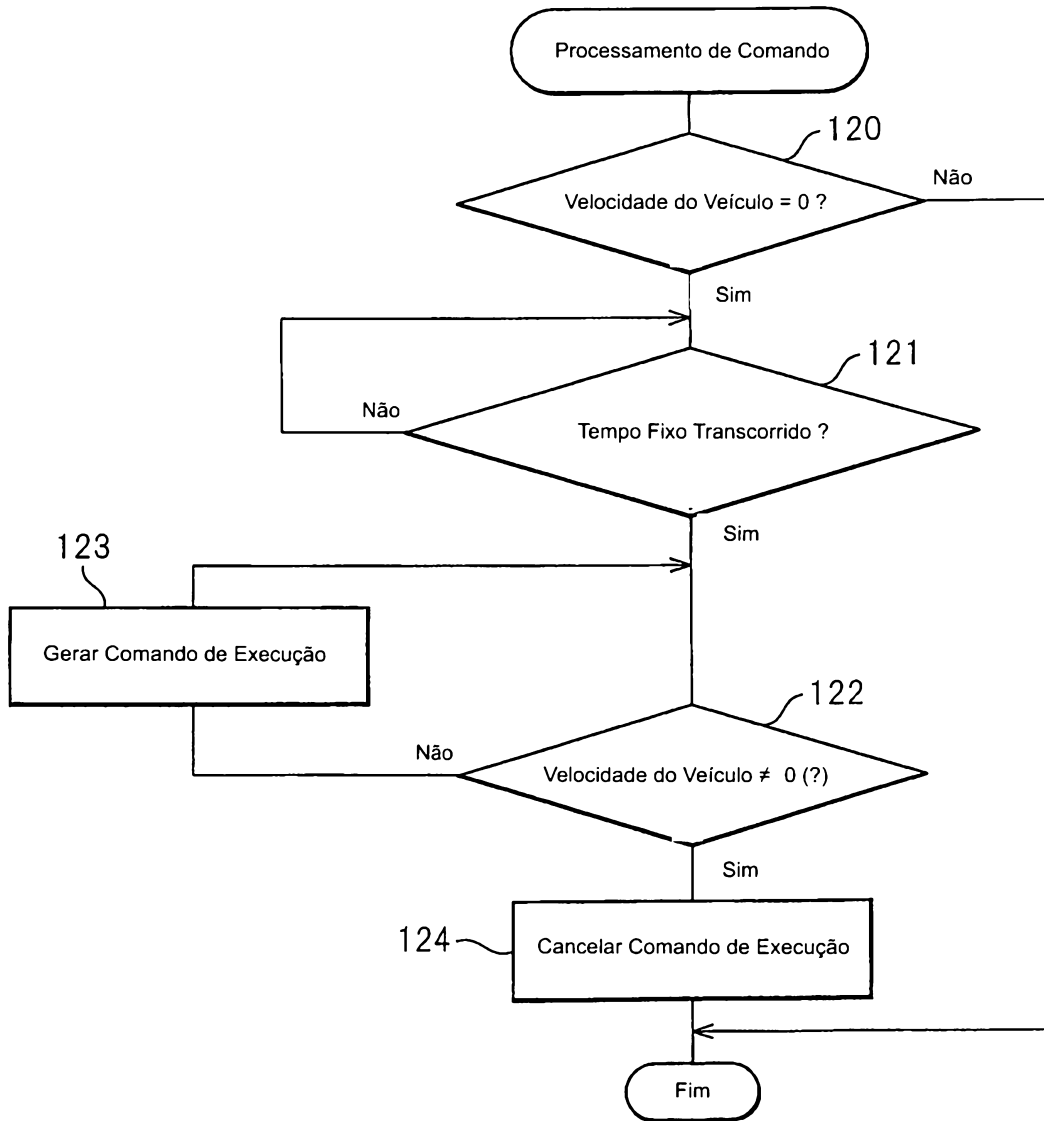 Processamento de Comando
120
Velocidade do Veículo = 0 ?
Não
Sim
121
Não
Tempo Fixo Transcorrido ?
Sim
123
Gerar Comando de Execução
122
Não
Velocidade do Veículo ≠ 0 (?)
Sim
124
Cancelar Comando de Execução
Fim